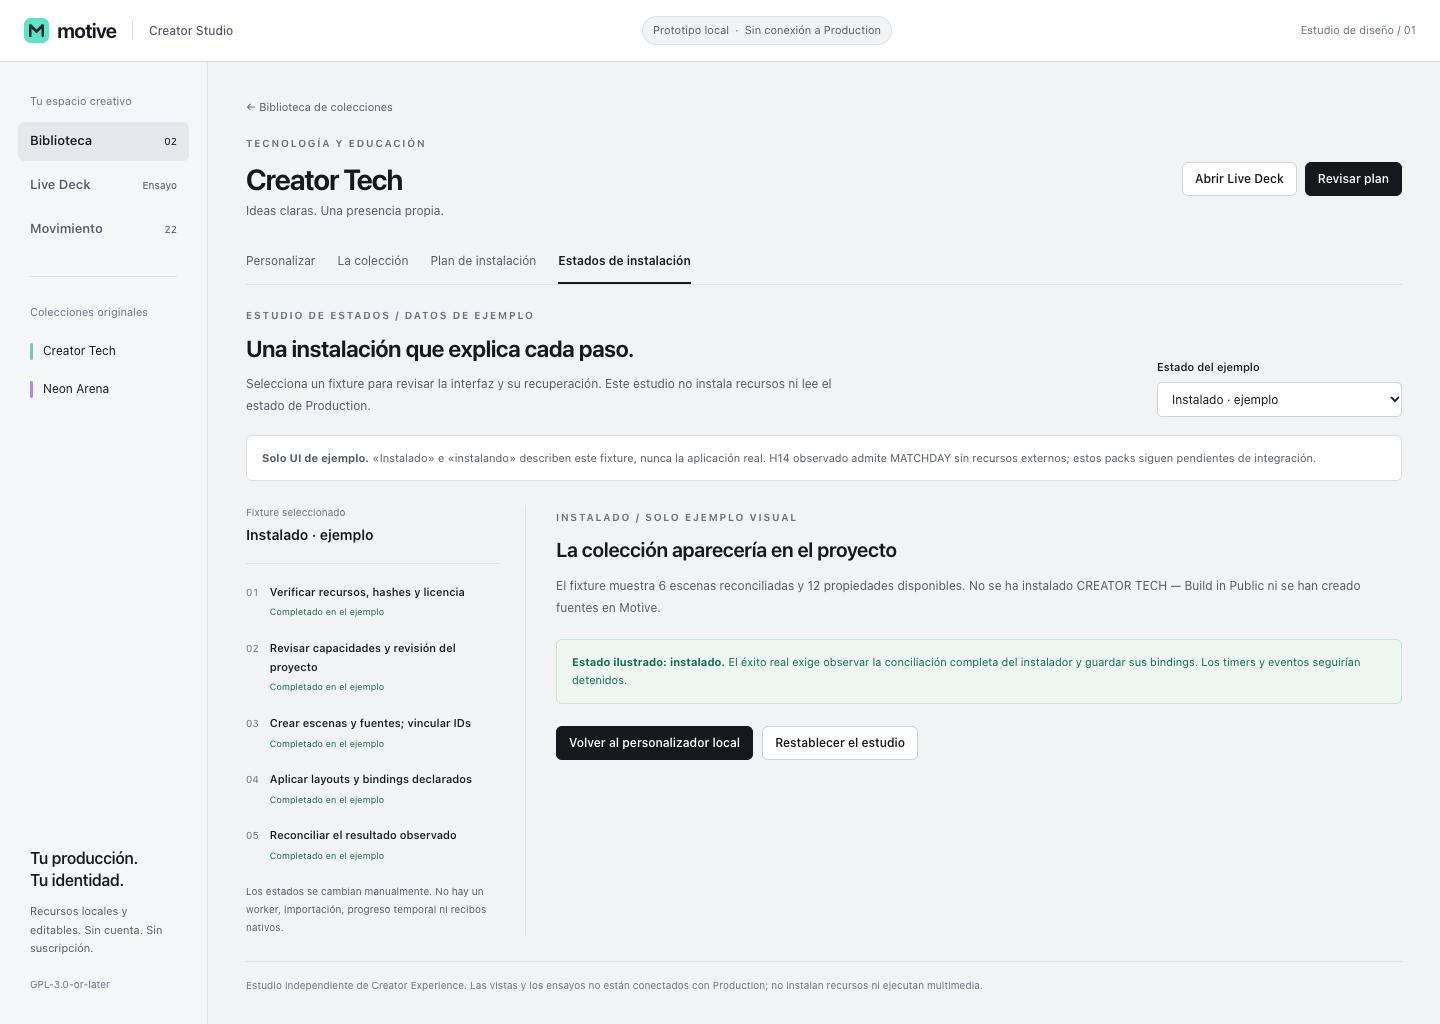 motive
Creator Studio
Prototipo local · Sin conexión a Production
Estudio de diseño / 01
Tu espacio creativo
Biblioteca 02
Live Deck Ensayo
Movimiento 22
Colecciones originales
Creator Tech
Neon Arena
Tu producción.
Tu identidad.
Recursos locales y
editables. Sin cuenta. Sin
suscripción.
GPL-3.0-or-later
← Biblioteca de colecciones
TECNOLOGÍA Y EDUCACIÓN
Creator Tech
Ideas claras. Una presencia propia.
Abrir Live Deck
Revisar plan
Personalizar
La colección
Plan de instalación
Estados de instalación
ESTUDIO DE ESTADOS / DATOS DE EJEMPLO
Una instalación que explica cada paso.
Selecciona un fixture para revisar la interfaz y su recuperación. Este estudio no instala recursos ni lee el
estado de Production.
Estado del ejemplo
Instalado · ejemplo
Solo UI de ejemplo. «Instalado» e «instalando» describen este fixture, nunca la aplicación real. H14 observado admite MATCHDAY sin recursos externos; estos packs siguen pendientes de integración.
Fixture seleccionado
Instalado · ejemplo
01 Verificar recursos, hashes y licencia
Completado en el ejemplo
02 Revisar capacidades y revisión del
proyecto
Completado en el ejemplo
03 Crear escenas y fuentes; vincular IDs
Completado en el ejemplo
04 Aplicar layouts y bindings declarados
Completado en el ejemplo
05 Reconciliar el resultado observado
Completado en el ejemplo
Los estados se cambian manualmente. No hay un
worker, importación, progreso temporal ni recibos
nativos.
INSTALADO / SOLO EJEMPLO VISUAL
La colección aparecería en el proyecto
El fixture muestra 6 escenas reconciliadas y 12 propiedades disponibles. No se ha instalado CREATOR TECH — Build in Public ni se han creado
fuentes en Motive.
Estado ilustrado: instalado. El éxito real exige observar la conciliación completa del instalador y guardar sus bindings. Los timers y eventos seguirían
detenidos.
Volver al personalizador local
Restablecer el estudio
Estudio independiente de Creator Experience. Las vistas y los ensayos no están conectados con Production; no instalan recursos ni ejecutan multimedia.